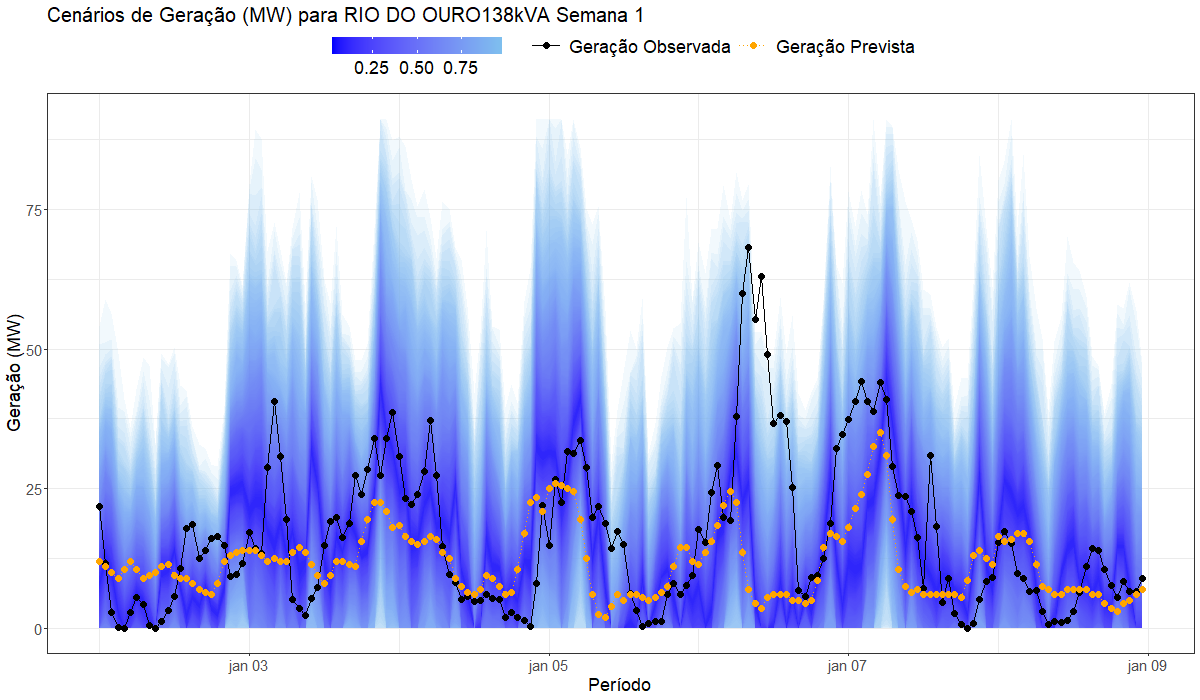 Cenários de Geração (MW) para RIO DO OURO138kVA Semana 1
0.25 0.50 0.75
Geração Observada
Geração Prevista
Geração (MW)
75
50
25
0
jan 03
jan 05
jan 07
jan 09
Período